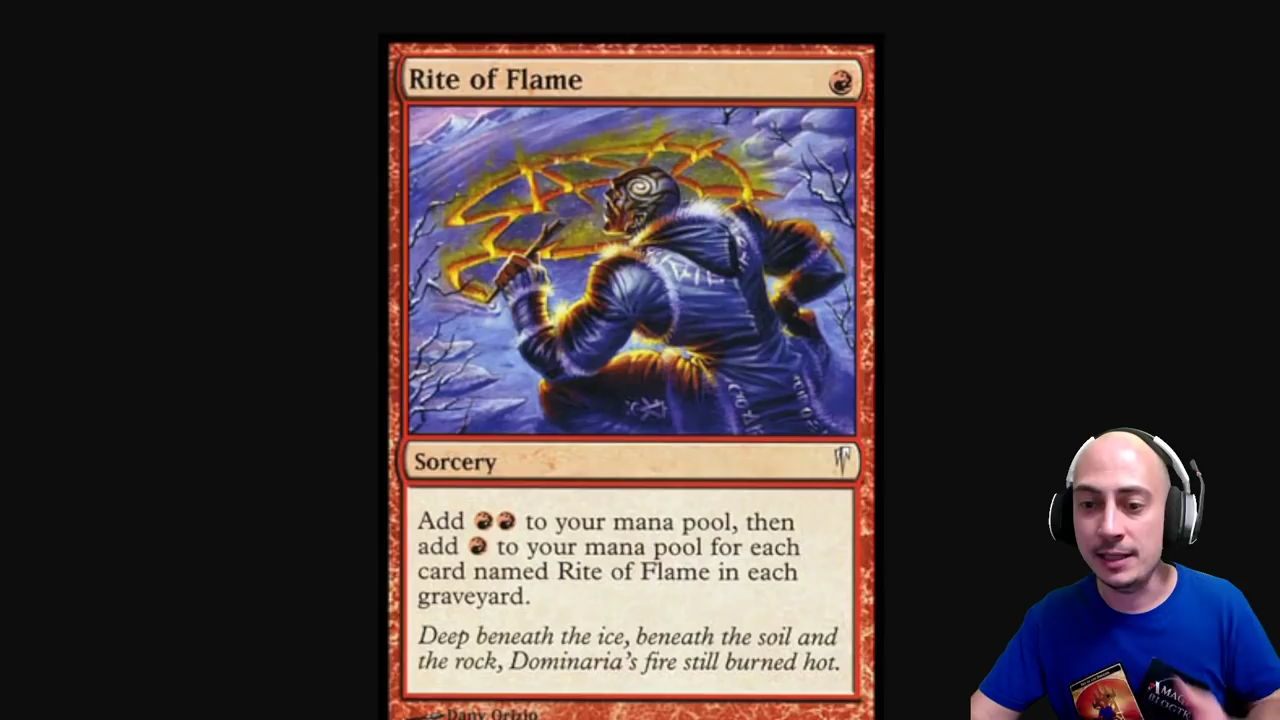 Rite of Flame
Sorcery
Add to your mana pool, then
add to your mana pool for each
card named Rite of Flame in each
graveyard.
Deep beneath the ice, beneath the soil and
the rock, Dominaria's fire still burned hot.
Dany Orizio